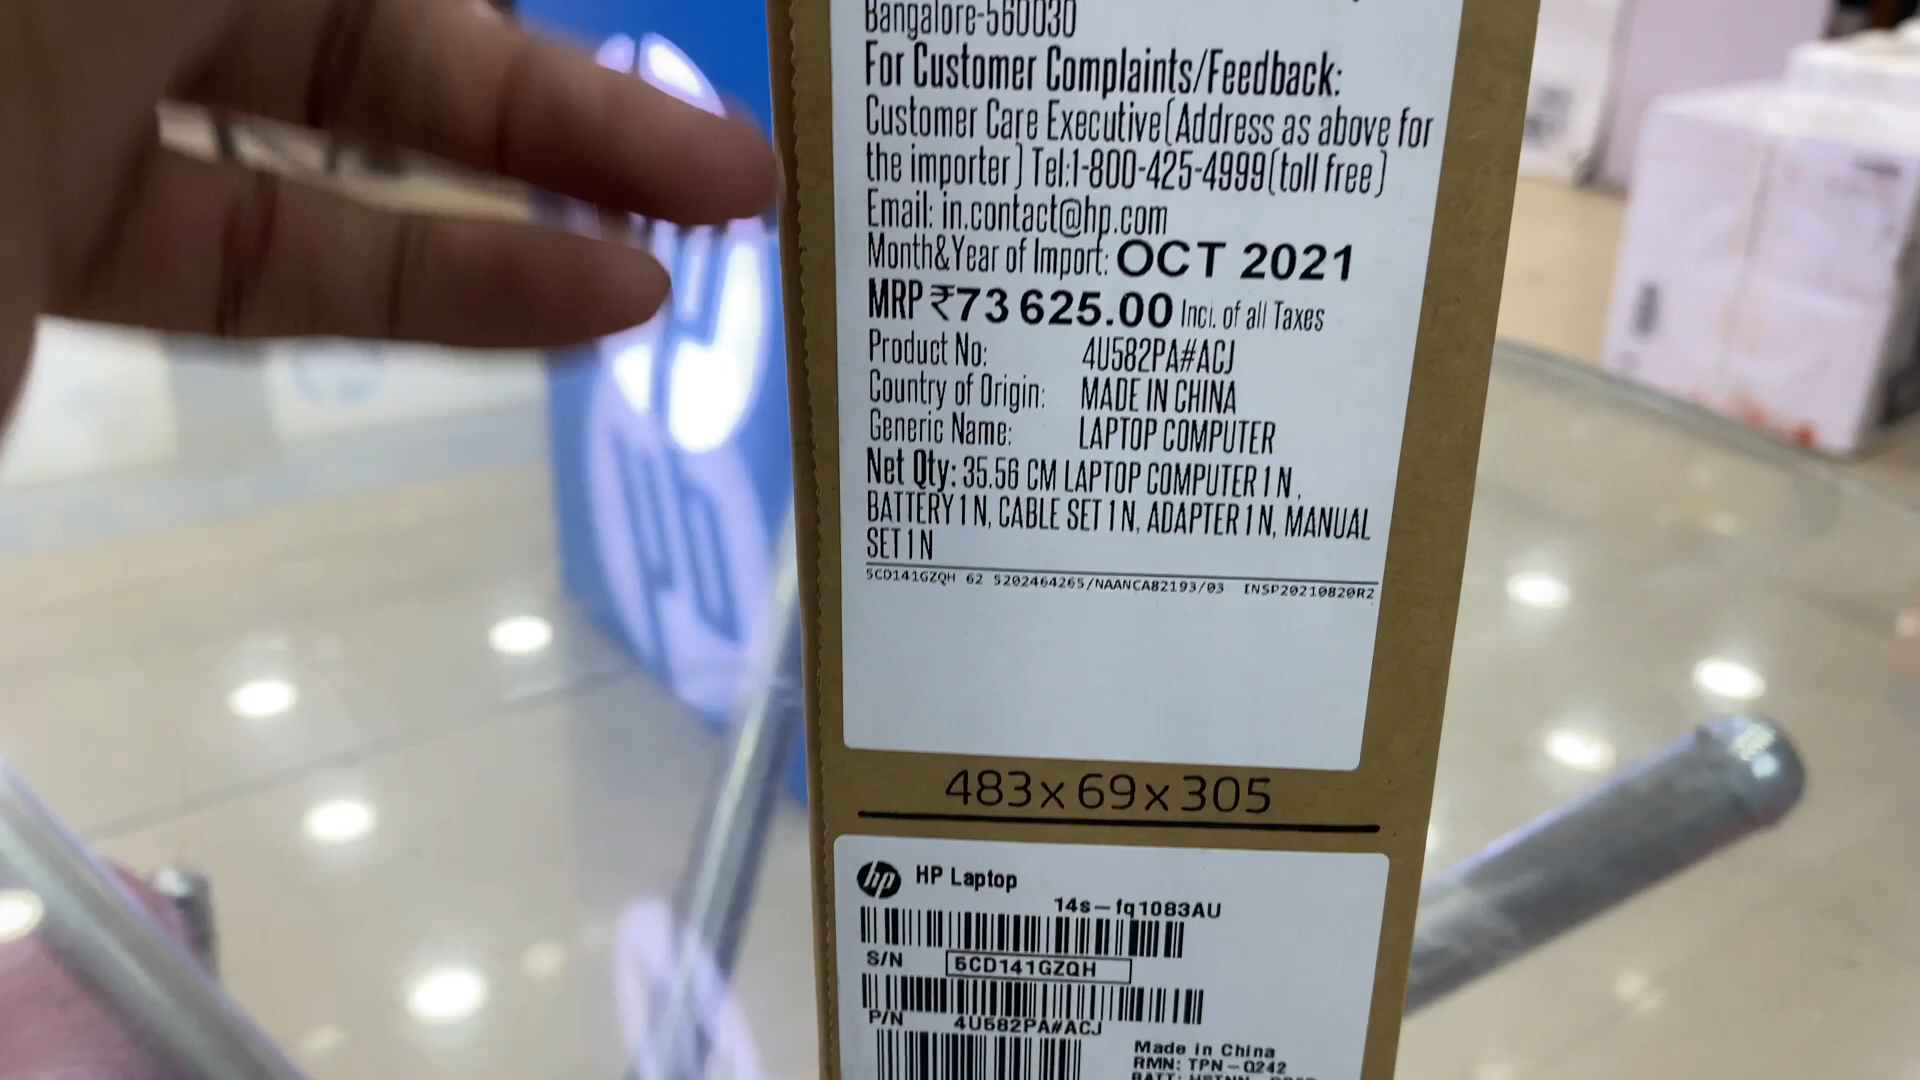 Bangalore-560030
For Customer Complaints/Feedback:
Customer Care Executive(Address as above for
the importer) Tel:1-800-425-4999(toll free)
Email: in.contact@hp.com
Month&Year of Import: OCT 2021
MRP ₹73 625.00 Incl. of all Taxes
Product No: 4U582PA#ACJ
Country of Origin: MADE IN CHINA
Generic Name: LAPTOP COMPUTER
Net Qty: 35.56 CM LAPTOP COMPUTER 1 N,
BATTERY 1 N, CABLE SET 1 N, ADAPTER 1 N, MANUAL
SET 1 N
5CD141GZQH 62 5202464265/NAANCA82193/03 INSP20210820R2
483x69x305
hp HP Laptop
14s-fq1083AU
S/N 5CD141GZQH
P/N 4U582PA#ACJ
Made in China
RMN: TPN-Q242
hp
hp